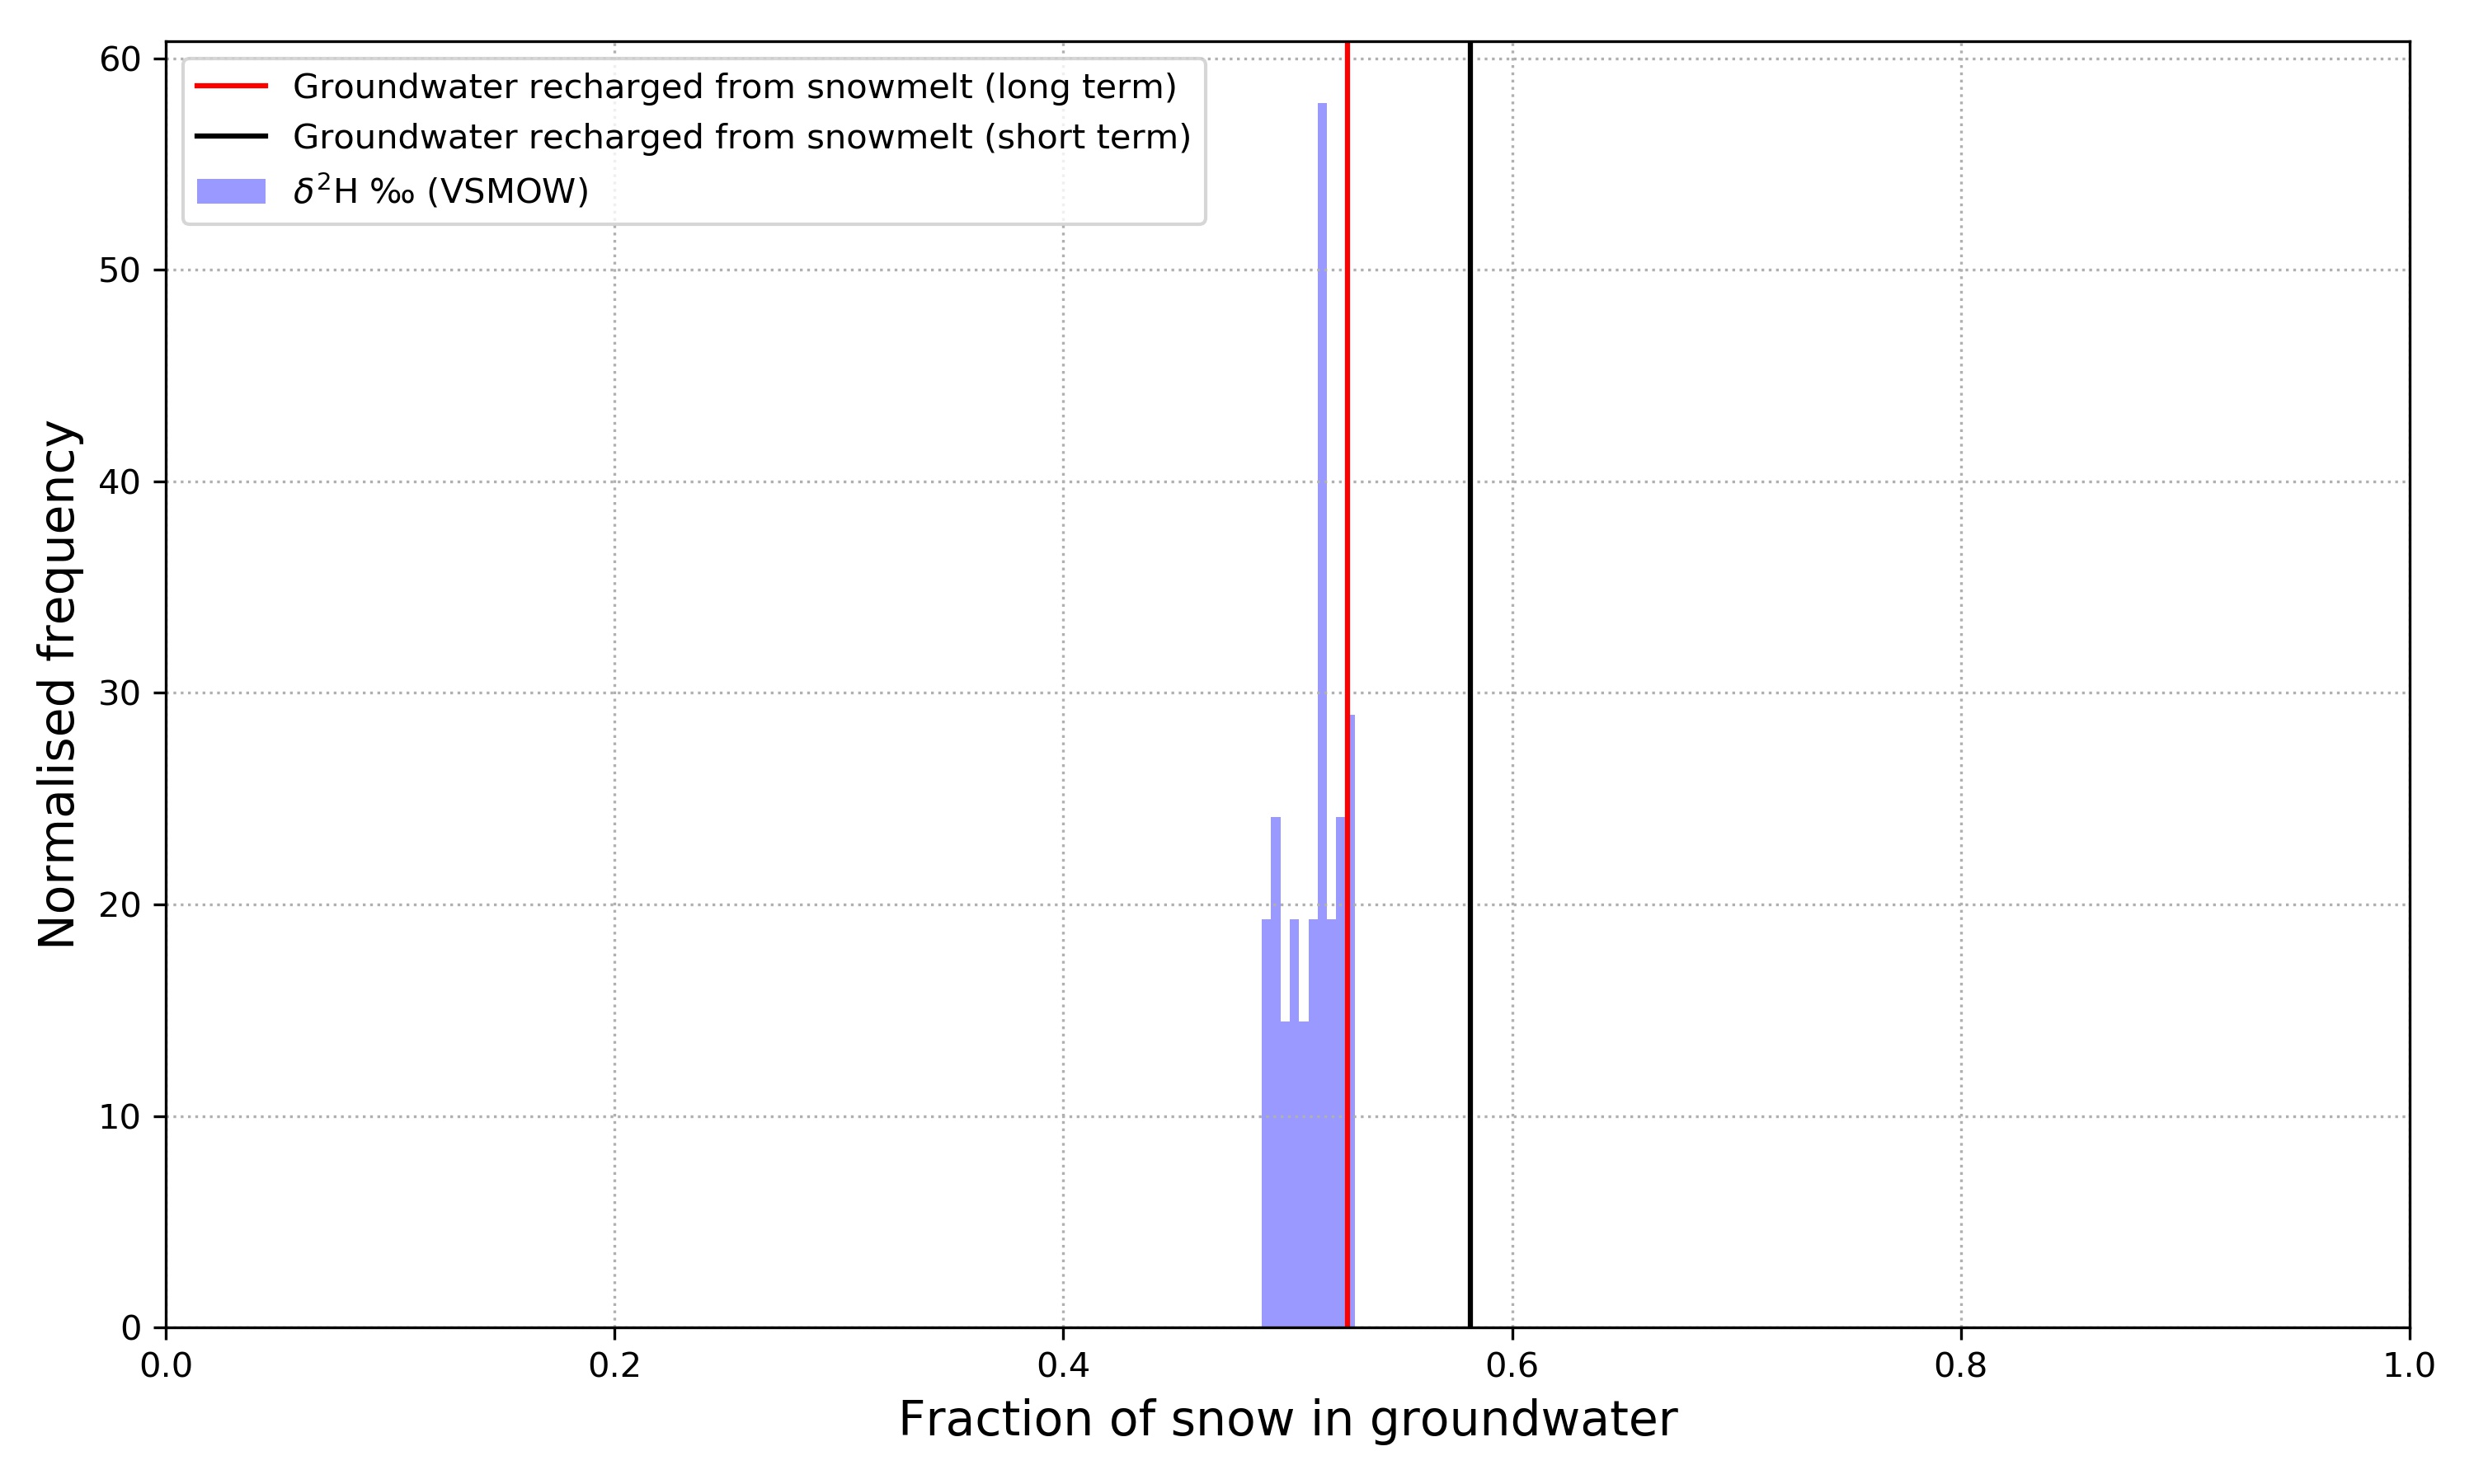 60
50
40
30
20
10
0
Normalised frequency
Groundwater recharged from snowmelt (long term)
Groundwater recharged from snowmelt (short term)
δ²H ‰ (VSMOW)
0.0 0.2 0.4 0.6 0.8 1.0
Fraction of snow in groundwater